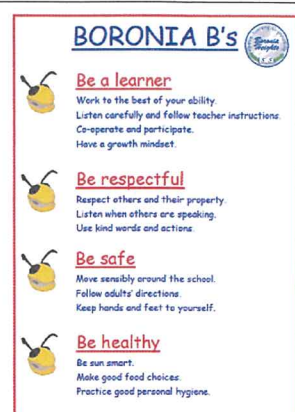 BORONIA B's
Boronia
Heights
Be a learner
Work to the best of your ability.
Listen carefully and follow teacher instructions.
Co-operate and participate.
Have a growth mindset.
Be respectful
Respect others and their property.
Listen when others are speaking.
Use kind words and actions.
Be safe
Move sensibly around the school.
Follow adults' directions.
Keep hands and feet to yourself.
Be healthy
Be sun smart.
Make good food choices.
Practice good personal hygiene.